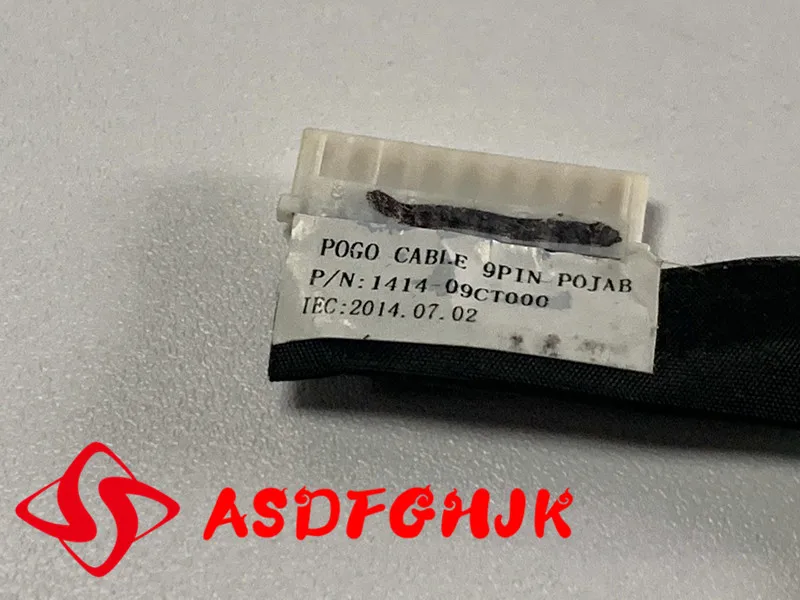 POGO CABLE 9PIN POJAB
P/N:1414-09CT000
IEC:2014.07.02
ASDFGHJK